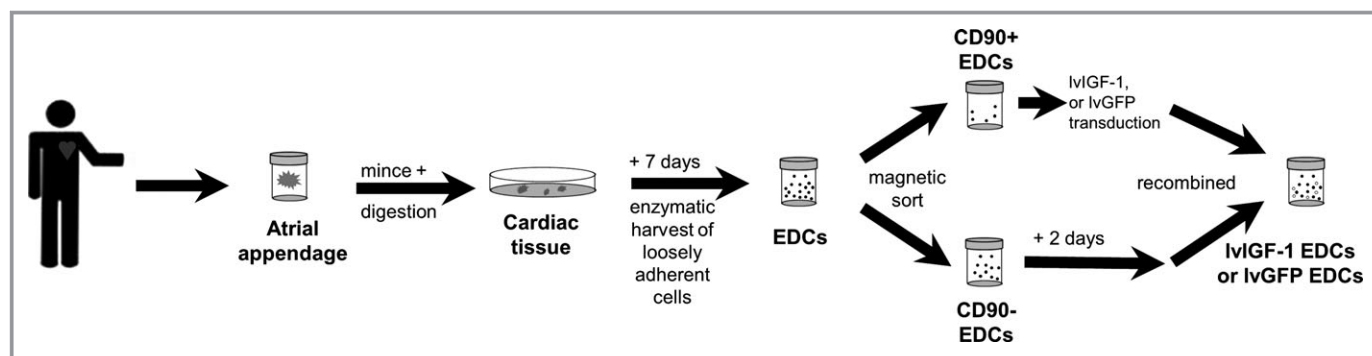 Atrial
appendage
mince +
digestion
Cardiac
tissue
+ 7 days
enzymatic
harvest of
loosely
adherent
cells
EDCs
magnetic
sort
CD90+
EDCs
lvIGF-1,
or lvGFP
transduction
CD90-
EDCs
+ 2 days
recombined
lvIGF-1 EDCs
or lvGFP EDCs